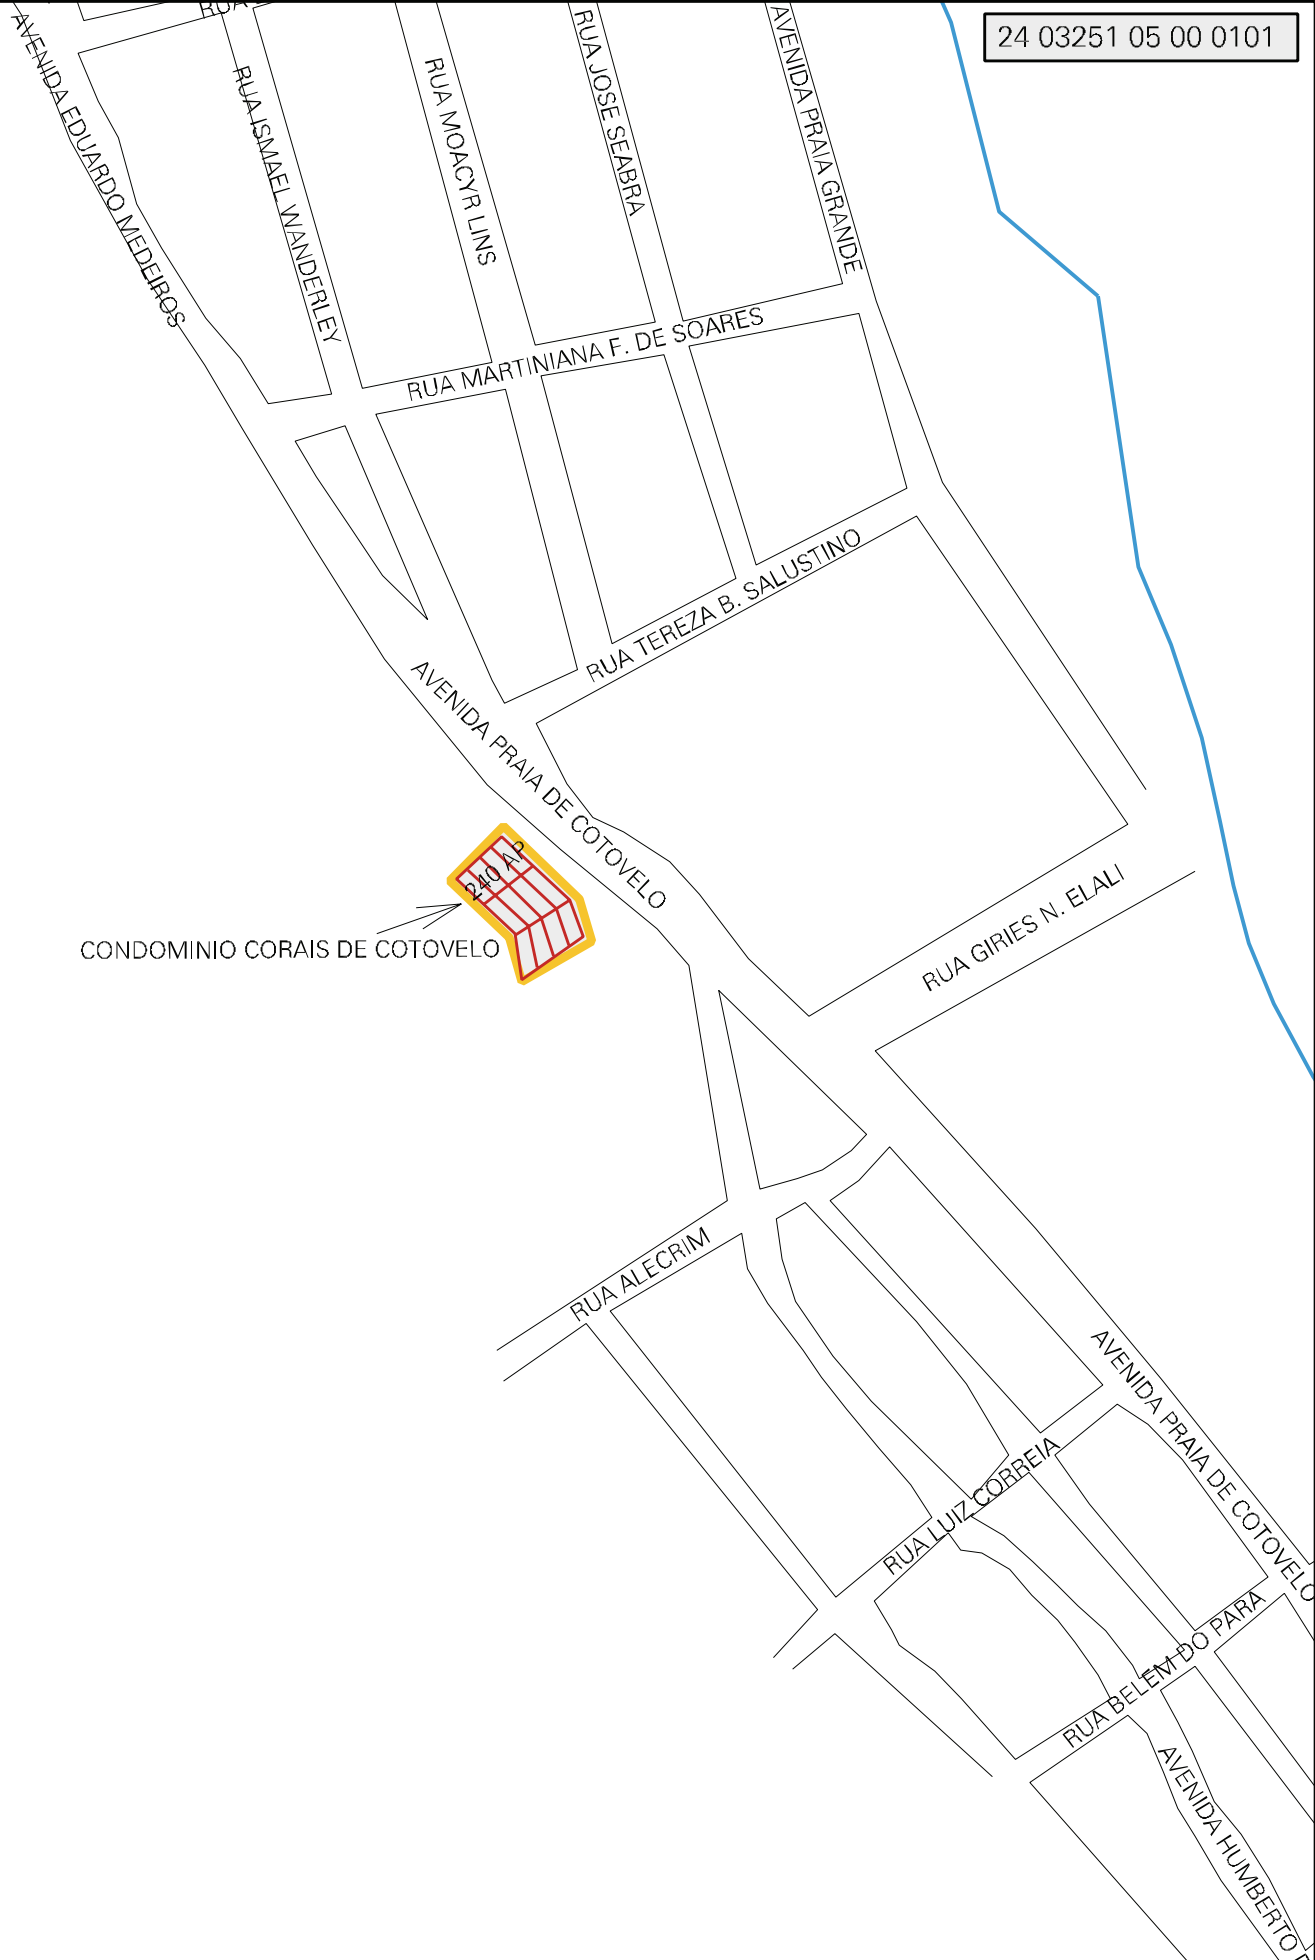 24 03251 05 00 0101
RUA
AVENIDA EDUARDO MEDEIROS
RUA ISMAEL WANDERLEY
RUA MOACYR LINS
RUA JOSE SEABRA
AVENIDA PRAIA GRANDE
RUA MARTINIANA F. DE SOARES
RUA TEREZA B. SALUSTINO
AVENIDA PRAIA DE COTOVELO
240 AP
CONDOMINIO CORAIS DE COTOVELO
RUA GIRIES N. ELALI
RUA ALECRIM
AVENIDA PRAIA DE COTOVELO
RUA LUIZ CORREIA
RUA BELEM DO PARA
AVENIDA HUMBERTO